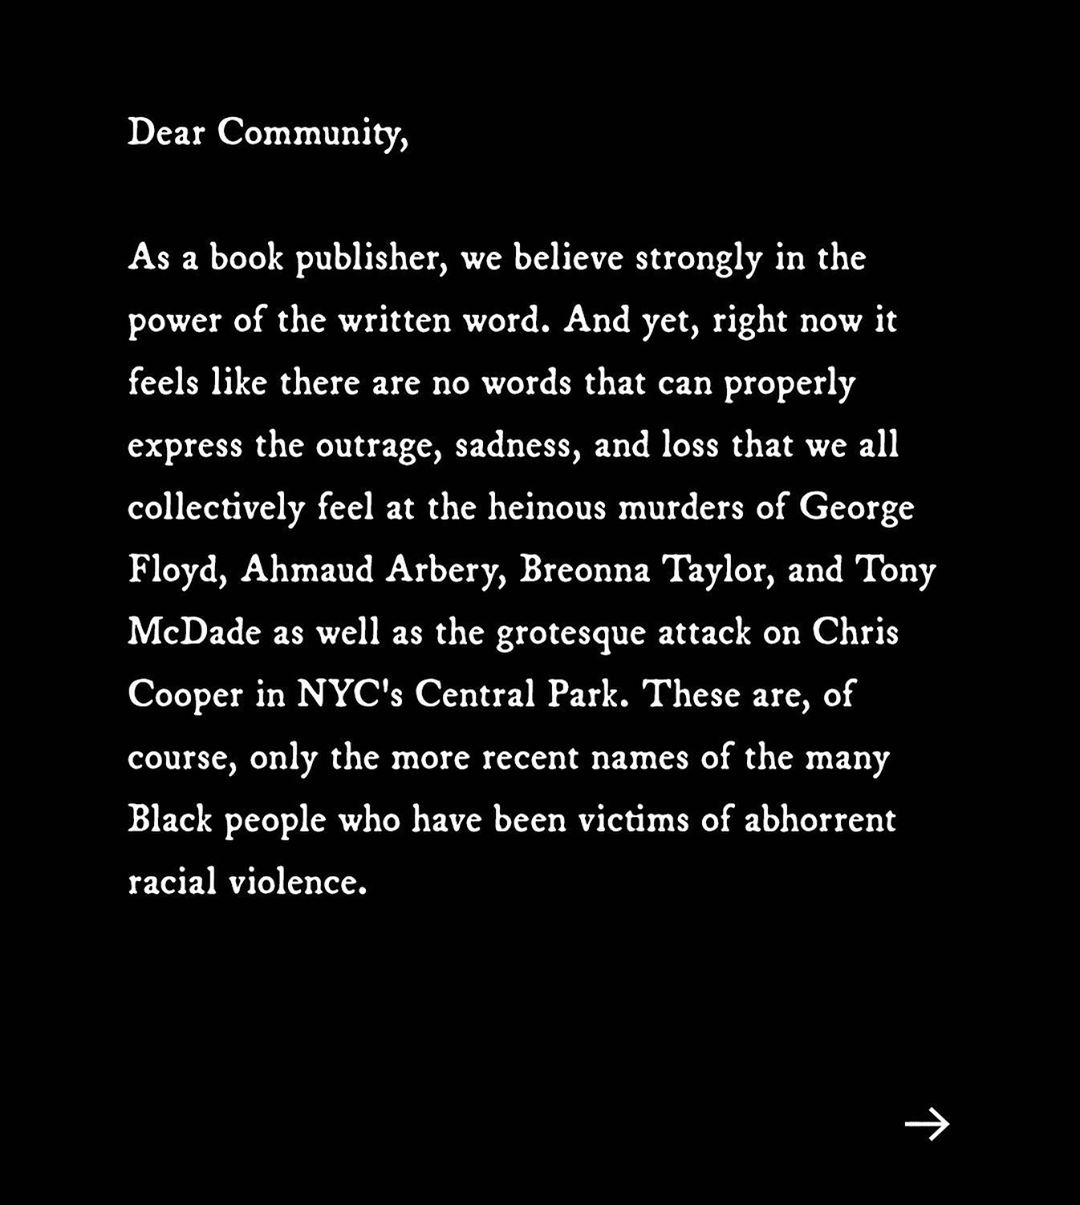 Dear Community,
As a book publisher, we believe strongly in the
power of the written word. And yet, right now it
feels like there are no words that can properly
express the outrage, sadness, and loss that we all
collectively feel at the heinous murders of George
Floyd, Ahmaud Arbery, Breonna Taylor, and Tony
McDade as well as the grotesque attack on Chris
Cooper in NYC's Central Park. These are, of
course, only the more recent names of the many
Black people who have been victims of abhorrent
racial violence.